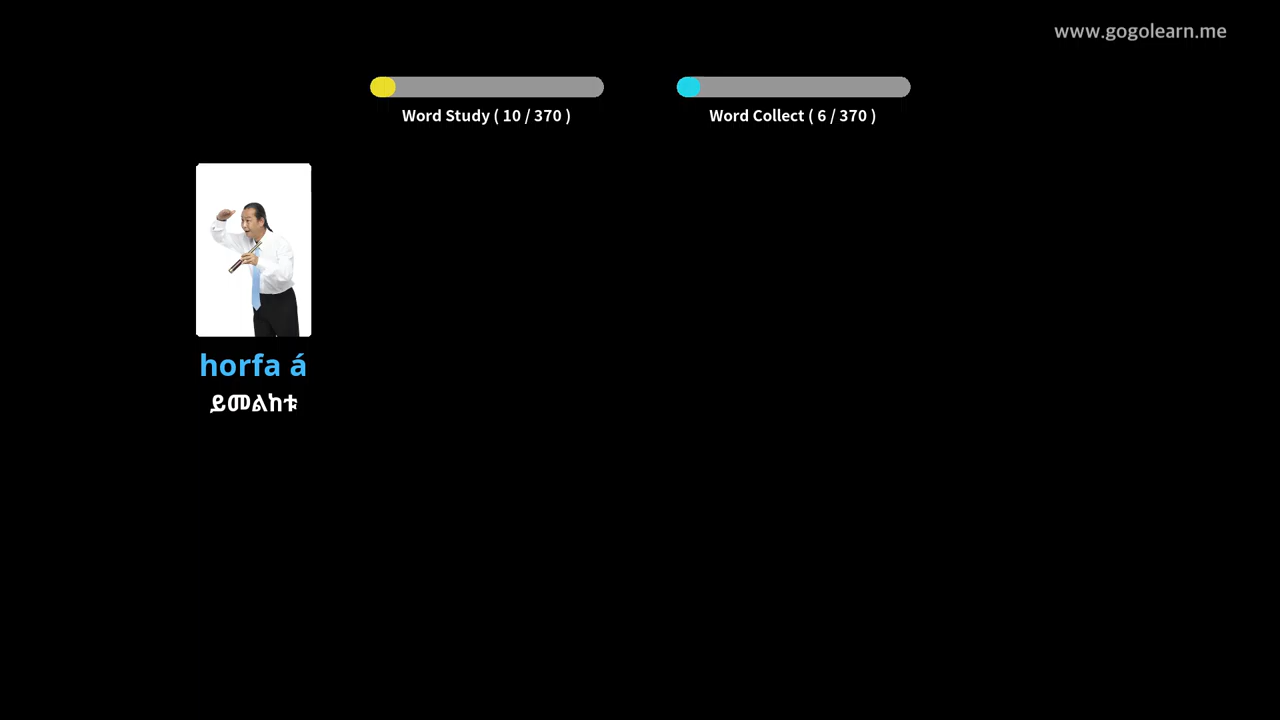 www.gogolearn.me
Word Study ( 10 / 370 )
Word Collect ( 6 / 370 )
horfa á
ይመልከቱ